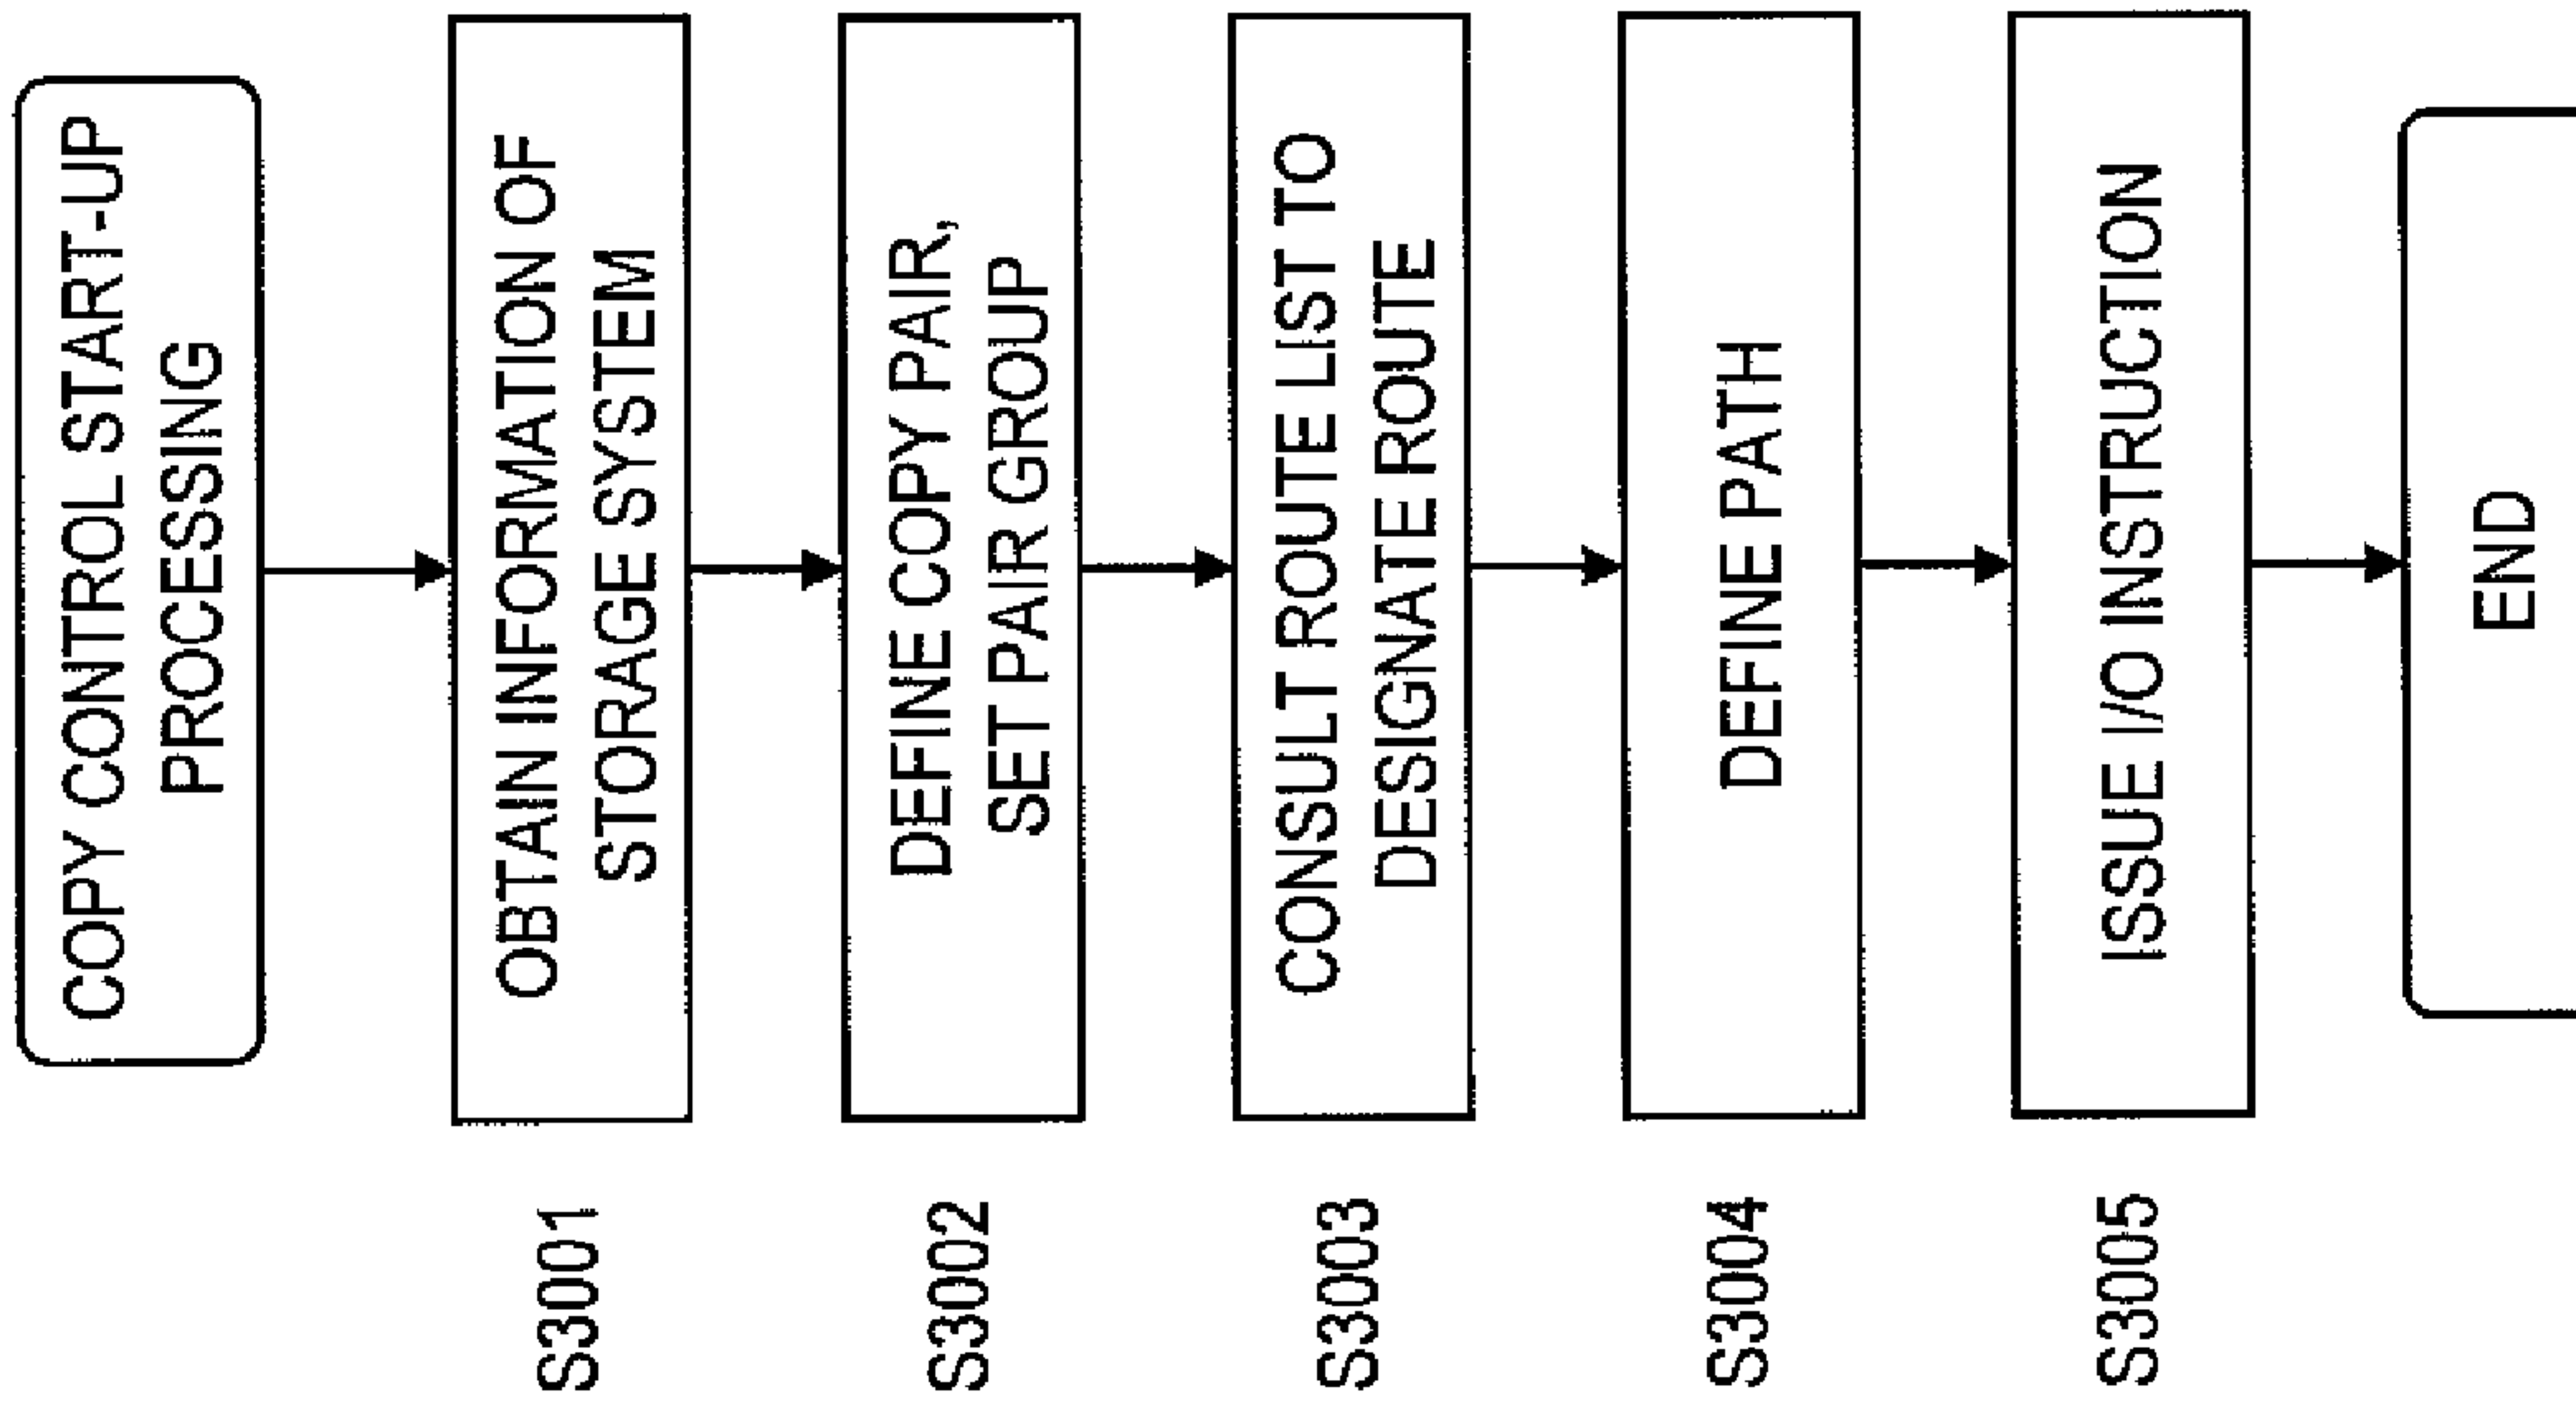 COPY CONTROL START-UP
PROCESSING
S3001
OBTAIN INFORMATION OF
STORAGE SYSTEM
S3002
DEFINE COPY PAIR,
SET PAIR GROUP
S3003
CONSULT ROUTE LIST TO
DESIGNATE ROUTE
S3004
DEFINE PATH
S3005
ISSUE I/O INSTRUCTION
END